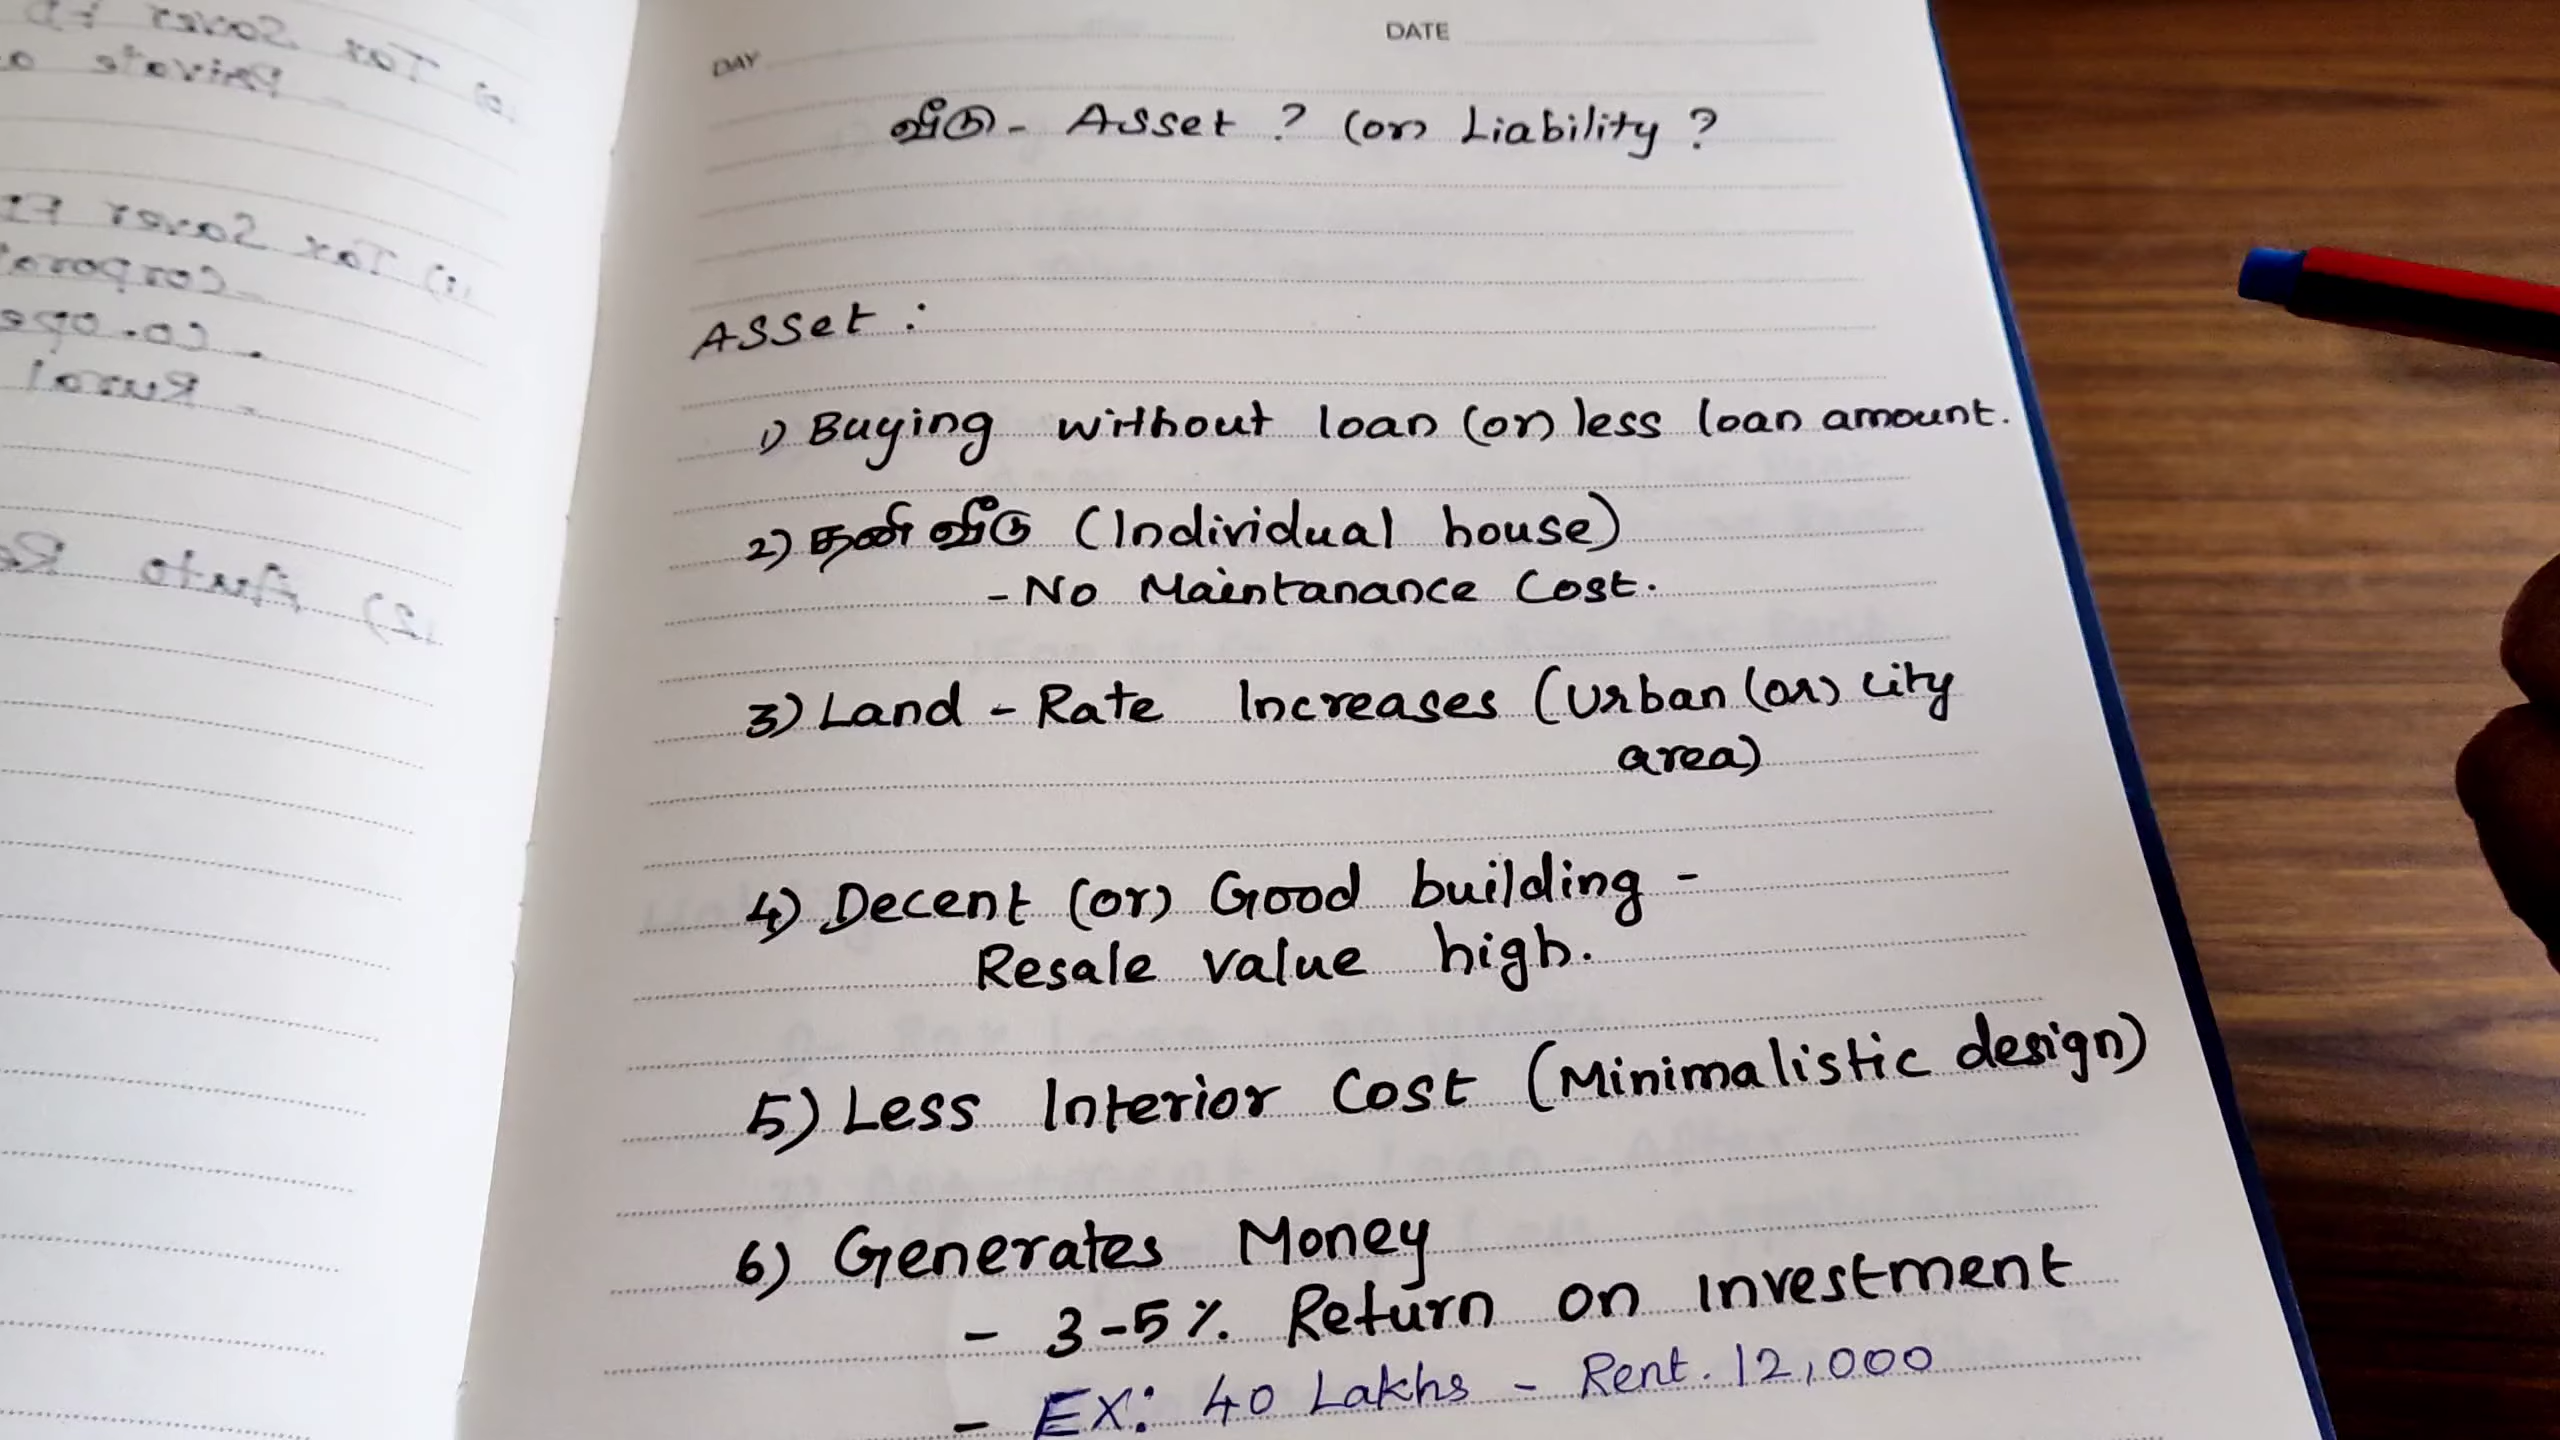 DAY
DATE
வீடு - Asset ? (or) Liability ?
Asset :
1) Buying without loan (or) less loan amount.
2) தனி வீடு (Individual house)
- No Maintanance Cost.
3) Land - Rate Increases (Urban (or) city
area)
4) Decent (or) Good building -
Resale value high.
5) Less Interior Cost (Minimalistic design)
6) Generates Money
- 3-5% Return on investment
- EX: 40 Lakhs - Rent. 12,000